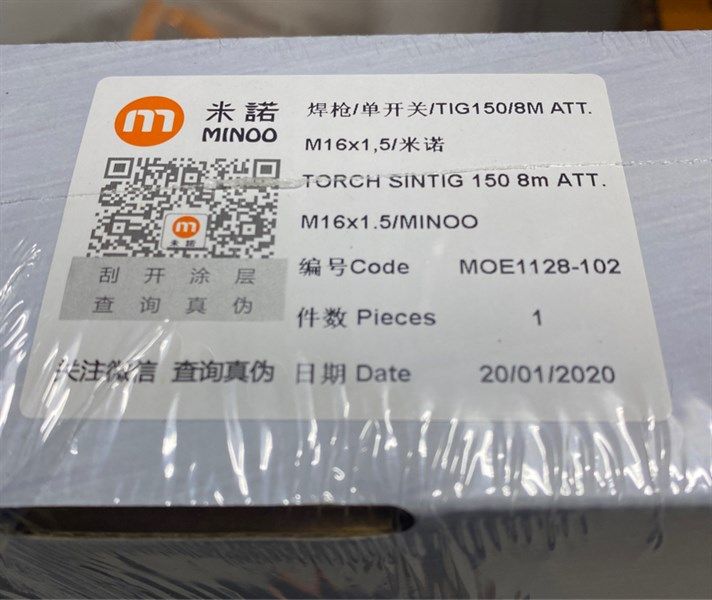 m 米諾
MINOO
m
米諾
刮开涂层
查询真伪
关注微信 查询真伪
焊枪/单开关/TIG150/8M ATT.
M16x1,5/米诺
TORCH SINTIG 150 8m ATT.
M16x1.5/MINOO
编号Code MOE1128-102
件数 Pieces 1
日期 Date 20/01/2020